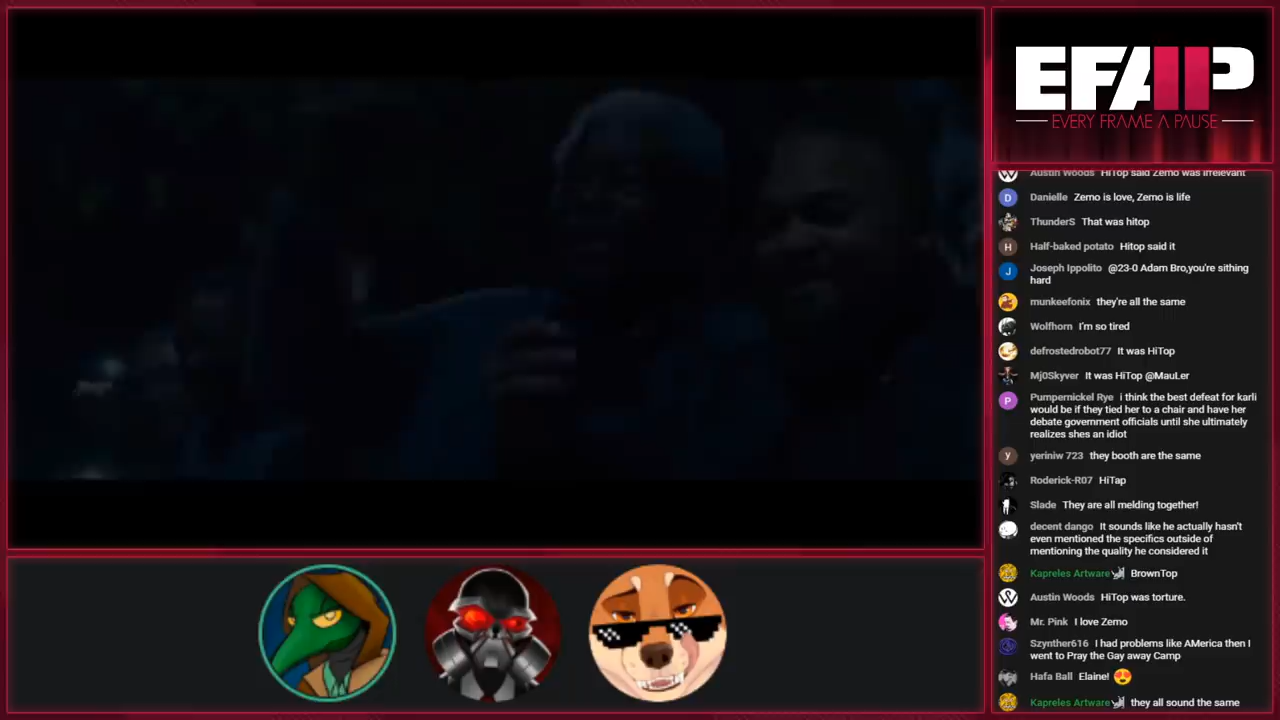 EFAP
EVERY FRAME A PAUSE
Austin Woods HiTop said Zemo was irrelevant
Danielle Zemo is love, Zemo is life
ThunderS That was hitop
Half-baked potato Hitop said it
Joseph Ippolito @23-0 Adam Bro,you're sithing
hard
munkeefonix they're all the same
Wolfhorn I'm so tired
defrostedrobot77 It was HiTop
Mj0Skyver It was HiTop @MauLer
Pumpernickel Rye i think the best defeat for karli
would be if they tied her to a chair and have her
debate government officials until she ultimately
realizes shes an idiot
yeriniw 723 they booth are the same
Roderick-R07 HiTap
Slade They are all melding together!
decent dango It sounds like he actually hasn't
even mentioned the specifics outside of
mentioning the quality he considered it
Kapreles Artware BrownTop
Austin Woods HiTop was torture.
Mr. Pink I love Zemo
Szynther616 I had problems like AMerica then I
went to Pray the Gay away Camp
Hafa Ball Elaine!
Kapreles Artware they all sound the same